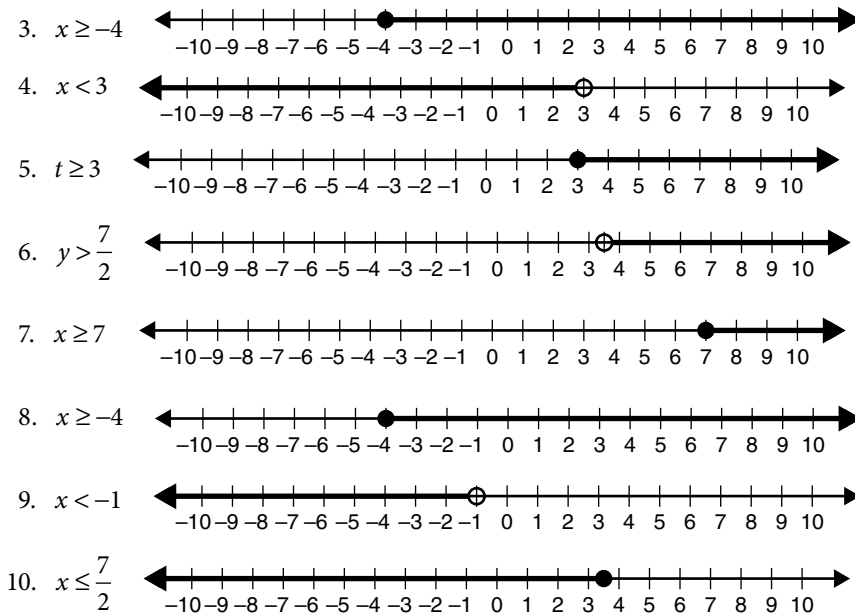 3. x ≥ −4
−10 −9 −8 −7 −6 −5 −4 −3 −2 −1 0 1 2 3 4 5 6 7 8 9 10
4. x < 3
−10 −9 −8 −7 −6 −5 −4 −3 −2 −1 0 1 2 3 4 5 6 7 8 9 10
5. t ≥ 3
−10 −9 −8 −7 −6 −5 −4 −3 −2 −1 0 1 2 3 4 5 6 7 8 9 10
6. y > 7/2
−10 −9 −8 −7 −6 −5 −4 −3 −2 −1 0 1 2 3 4 5 6 7 8 9 10
7. x ≥ 7
−10 −9 −8 −7 −6 −5 −4 −3 −2 −1 0 1 2 3 4 5 6 7 8 9 10
8. x ≥ −4
−10 −9 −8 −7 −6 −5 −4 −3 −2 −1 0 1 2 3 4 5 6 7 8 9 10
9. x < −1
−10 −9 −8 −7 −6 −5 −4 −3 −2 −1 0 1 2 3 4 5 6 7 8 9 10
10. x ≤ 7/2
−10 −9 −8 −7 −6 −5 −4 −3 −2 −1 0 1 2 3 4 5 6 7 8 9 10